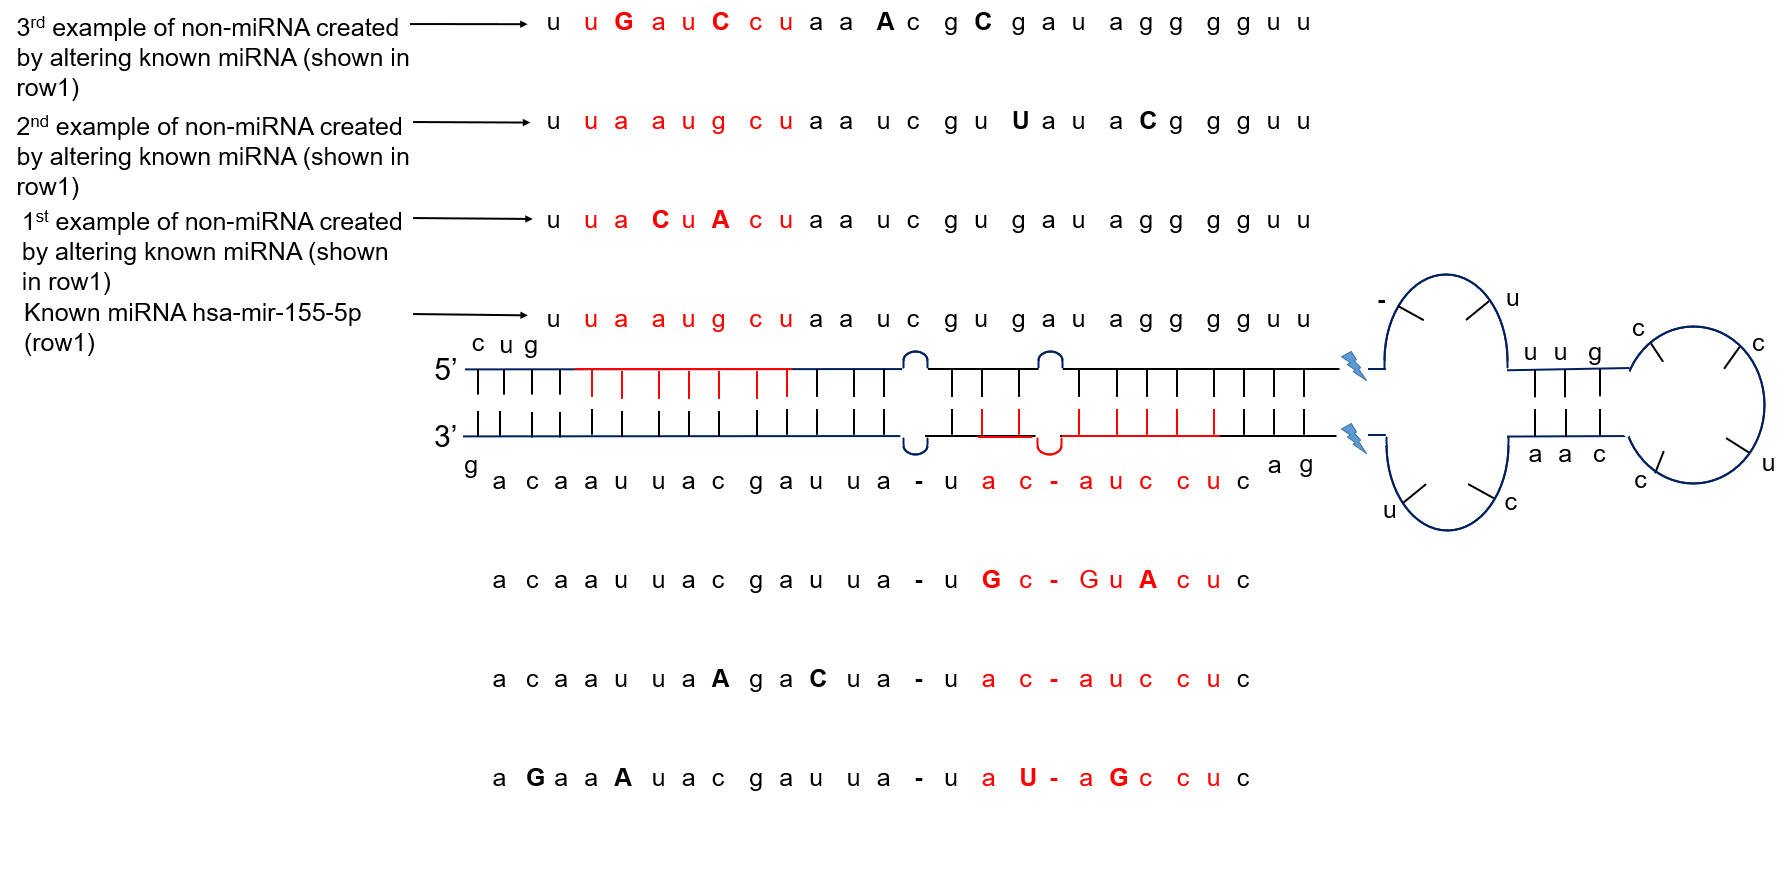 3rd example of non-miRNA created
by altering known miRNA (shown in
row1)
u u G a u C c u a a A c g C g a u a g g g g u u
2nd example of non-miRNA created
by altering known miRNA (shown in
row1)
u u a a u g c u a a u c g u U a u a C g g g u u
1st example of non-miRNA created
by altering known miRNA (shown
in row1)
u u a C u A c u a a u c g u g a u a g g g g u u
Known miRNA hsa-mir-155-5p
(row1)
u u a a u g c u a a u c g u g a u a g g g g u u
- u
c u g
u u g
c c
5’
3’
g
a c a a u u a c g a u u a - u a c - a u c c u c
a g
u c
a a c
c u
a c a a u u a c g a u u a - u G c - G u A c u c
a c a a u u a A g a C u a - u a c - a u c c u c
a G a a A u a c g a u u a - u a U - a G c c u c